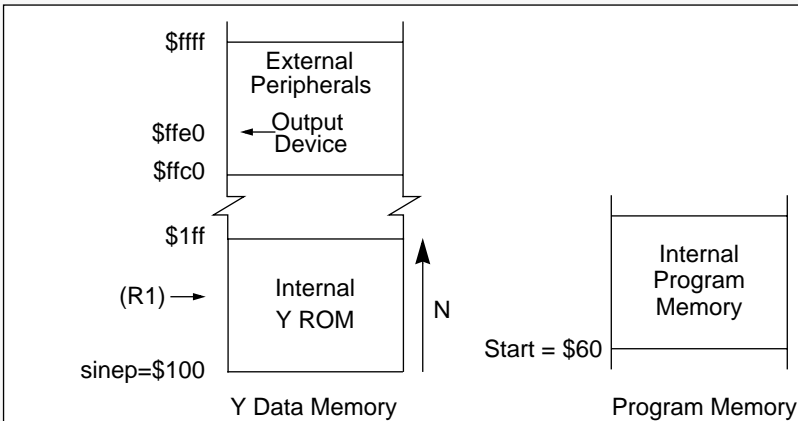 $ffff
External
Peripherals
$ffe0
Output
Device
$ffc0
$1ff
(R1)
Internal
Y ROM
N
sinep=$100
Y Data Memory
Internal
Program
Memory
Start = $60
Program Memory